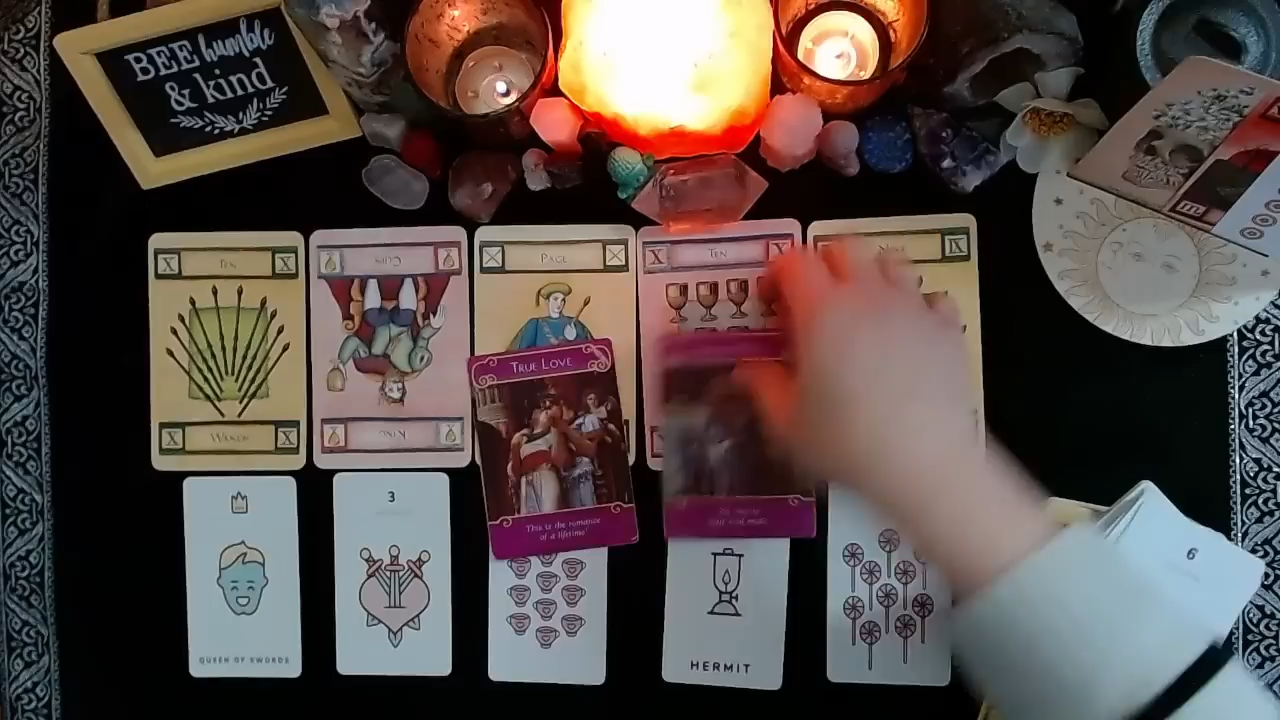 BEE humble
& kind
X TEN X
CUPS
PAGE
X TEN X
NINE IX
X WANDS X
KING
TRUE LOVE
This is the romance
of a lifetime!
3
QUEEN OF SWORDS
HERMIT
6